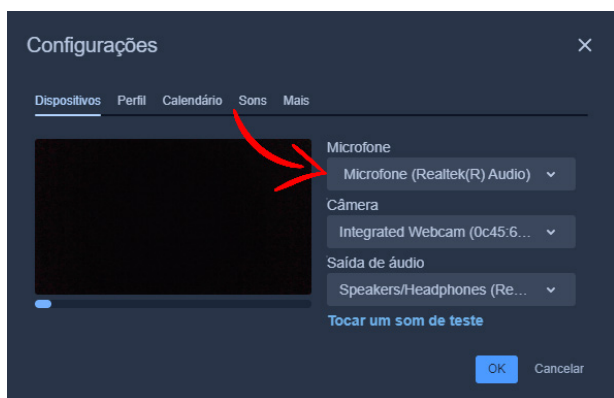 Configurações
Dispositivos Perfil Calendário Sons Mais
Microfone
Microfone (Realtek(R) Audio)
Câmera
Integrated Webcam (0c45:6...
Saída de áudio
Speakers/Headphones (Re...
Tocar um som de teste
OK Cancelar